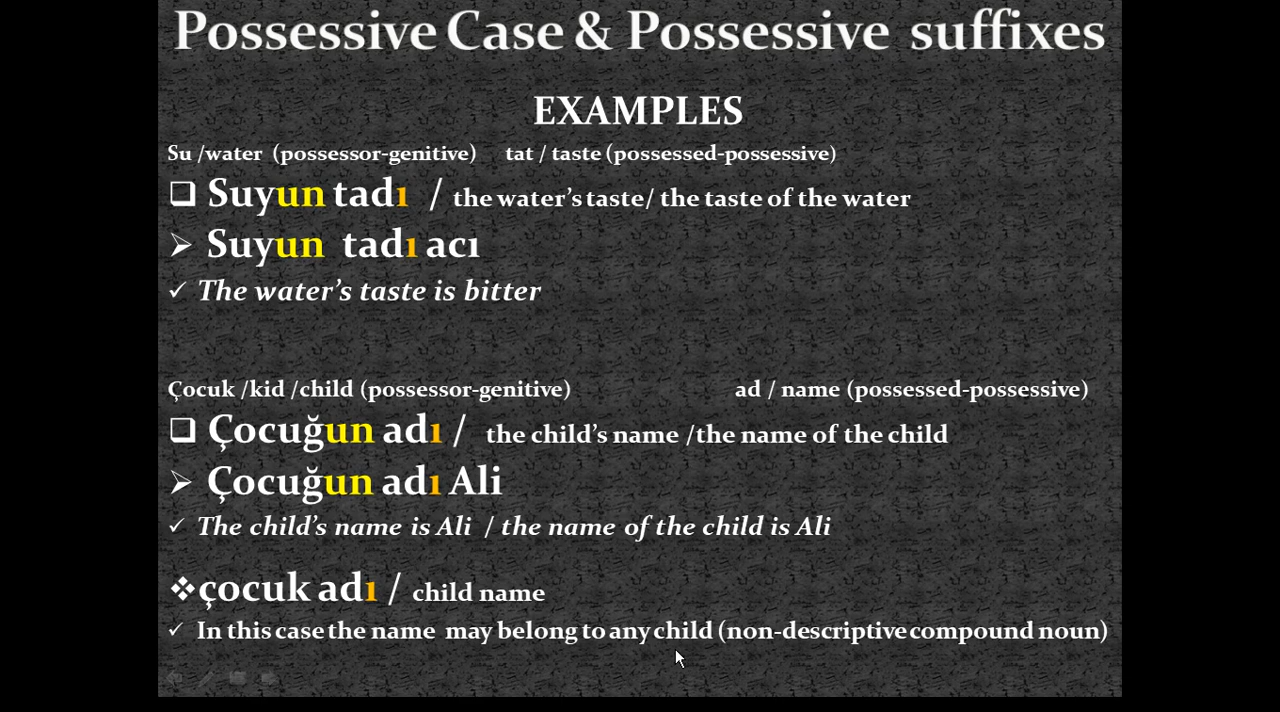 Possessive Case & Possessive suffixes
EXAMPLES
Su /water (possessor-genitive) tat / taste (possessed-possessive)
Suyun tadı / the water's taste/ the taste of the water
Suyun tadı acı
The water's taste is bitter
Çocuk /kid /child (possessor-genitive) ad / name (possessed-possessive)
Çocuğun adı / the child's name /the name of the child
Çocuğun adı Ali
The child's name is Ali / the name of the child is Ali
çocuk adı / child name
In this case the name may belong to any child (non-descriptive compound noun)